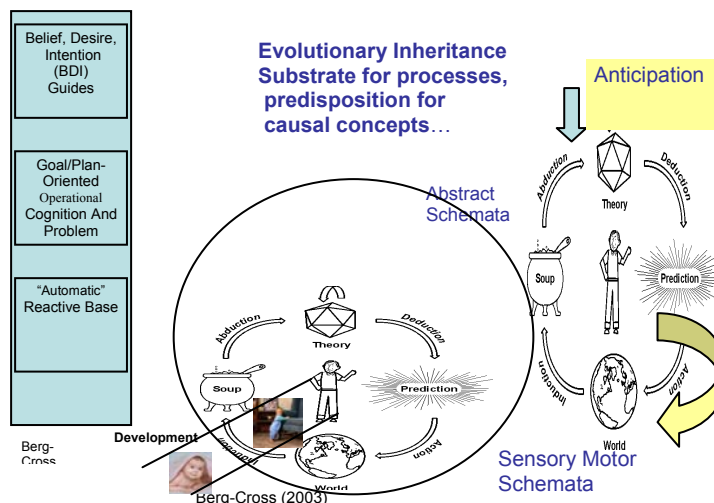 Belief, Desire,
Intention
(BDI)
Guides
Goal/Plan-
Oriented
Operational
Cognition And
Problem
“Automatic”
Reactive Base
Berg-
Cross
Evolutionary Inheritance
Substrate for processes,
predisposition for
causal concepts…
Anticipation
Abduction
Deduction
Theory
Soup
Prediction
Induction
Action
World
Abstract
Schemata
Abduction
Deduction
Theory
Soup
Prediction
Development
Induction
Action
World
Berg-Cross (2003)
Sensory Motor
Schemata